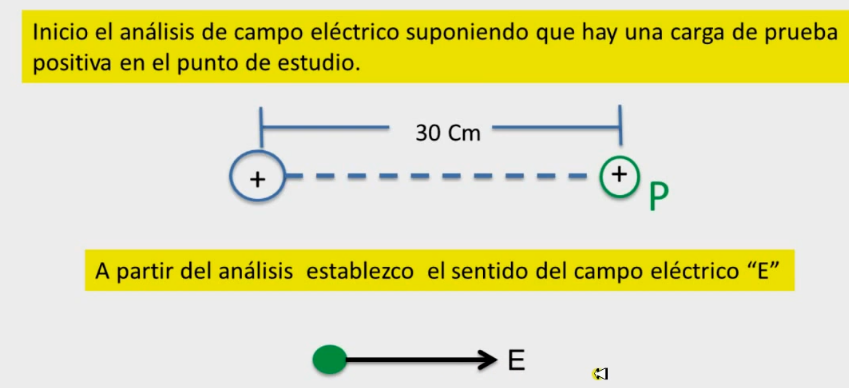 Inicio el análisis de campo eléctrico suponiendo que hay una carga de prueba
positiva en el punto de estudio.
30 Cm
+ +
P
A partir del análisis establezco el sentido del campo eléctrico “E”
E